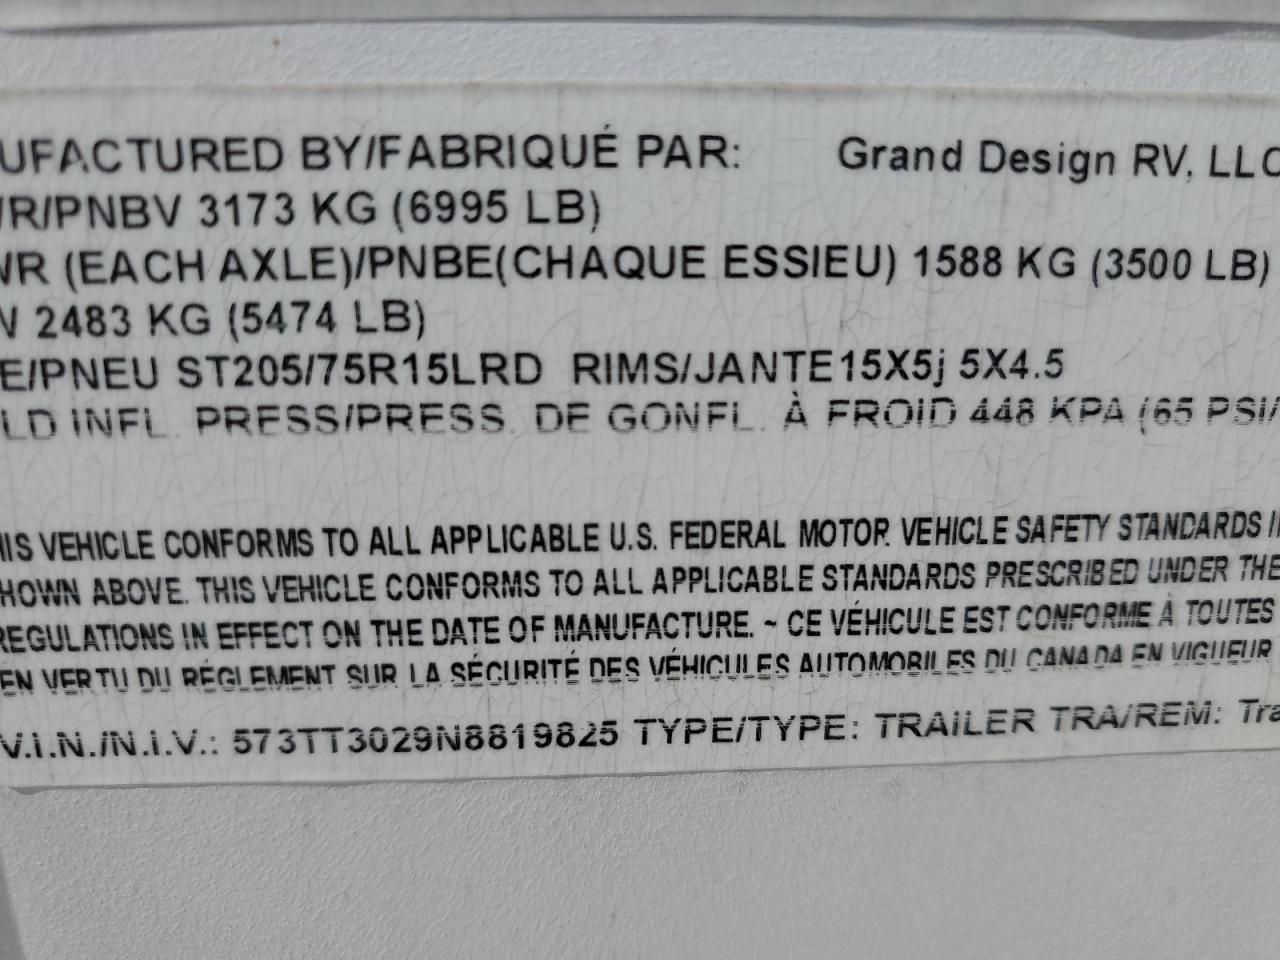 UFACTURED BY/FABRIQUÉ PAR: Grand Design RV, LLC
WR/PNBV 3173 KG (6995 LB)
WR (EACH AXLE)/PNBE(CHAQUE ESSIEU) 1588 KG (3500 LB)
2483 KG (5474 LB)
E/PNEU ST205/75R15LRD RIMS/JANTE15X5j 5X4.5
LD INFL. PRESS/PRESS. DE GONFL. À FROID 448 KPA (65 PSI/
HIS VEHICLE CONFORMS TO ALL APPLICABLE U.S. FEDERAL MOTOR VEHICLE SAFETY STANDARDS I
HOWN ABOVE. THIS VEHICLE CONFORMS TO ALL APPLICABLE STANDARDS PRESCRIBED UNDER THE
REGULATIONS IN EFFECT ON THE DATE OF MANUFACTURE. ~ CE VÉHICULE EST CONFORME À TOUTES
EN VERTU DU RÉGLEMENT SUR LA SÉCURITÉ DES VÉHICULES AUTOMOBILES DU CANADA EN VIGUEUR
V.I.N./N.I.V.: 573TT3029N8819825 TYPE/TYPE: TRAILER TRA/REM: Tra